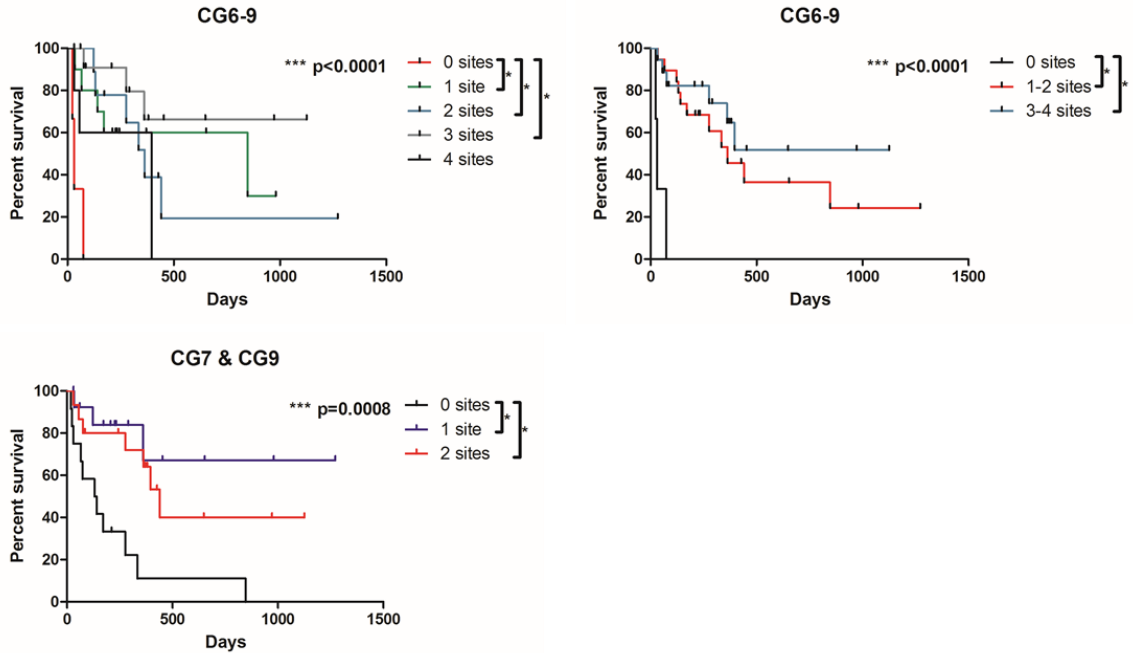 CG6-9
*** p<0.0001
0 sites
1 site
2 sites
3 sites
4 sites
*
*
*
Percent survival
100
80
60
40
20
0
0 500 1000 1500
Days
CG6-9
*** p<0.0001
0 sites
1-2 sites
3-4 sites
*
*
Percent survival
100
80
60
40
20
0
0 500 1000 1500
Days
CG7 & CG9
*** p=0.0008
0 sites
1 site
2 sites
*
*
Percent survival
100
80
60
40
20
0
0 500 1000 1500
Days